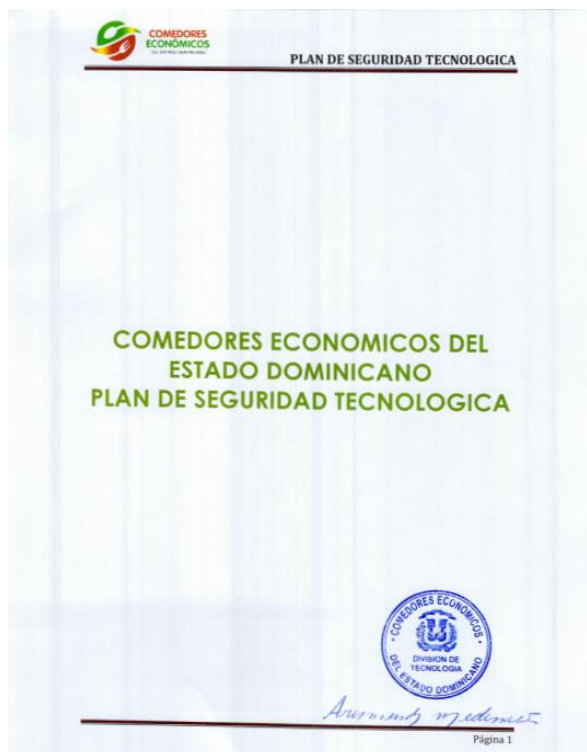 COMEDORES
ECONÓMICOS
PLAN DE SEGURIDAD TECNOLOGICA
COMEDORES ECONOMICOS DEL
ESTADO DOMINICANO
PLAN DE SEGURIDAD TECNOLOGICA
COMEDORES ECONOMICOS
DIVISION DE
TECNOLOGIA
DEL ESTADO DOMINICANO
Página 1